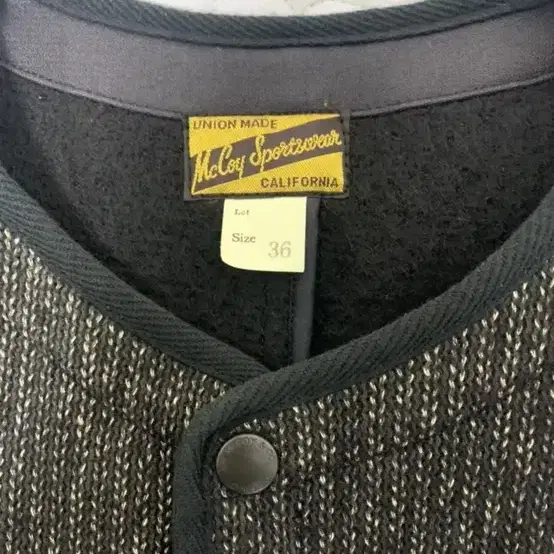 UNION MADE
McCoy Sportswear
CALIFORNIA
Lot
Size 36